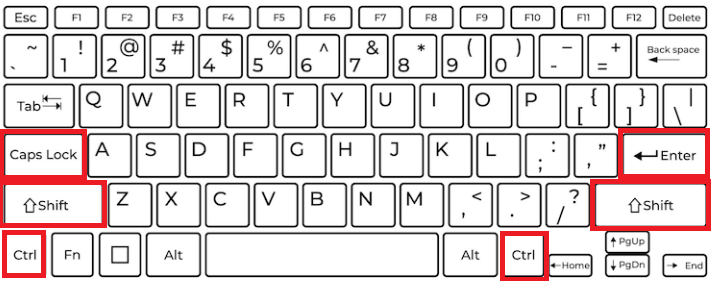 Esc F1 F2 F3 F4 F5 F6 F7 F8 F9 F10 F11 F12 Delete
~ ` ! 1 @ 2 # 3 $ 4 % 5 ^ 6 & 7 * 8 ( 9 ) 0 – - + = Back space
Tab Q W E R T Y U I O P { [ } ] | \
Caps Lock A S D F G H J K L : ; " , Enter
Shift Z X C V B N M < , > . ? / Shift
Ctrl Fn Alt Alt Ctrl Home PgUp PgDn End